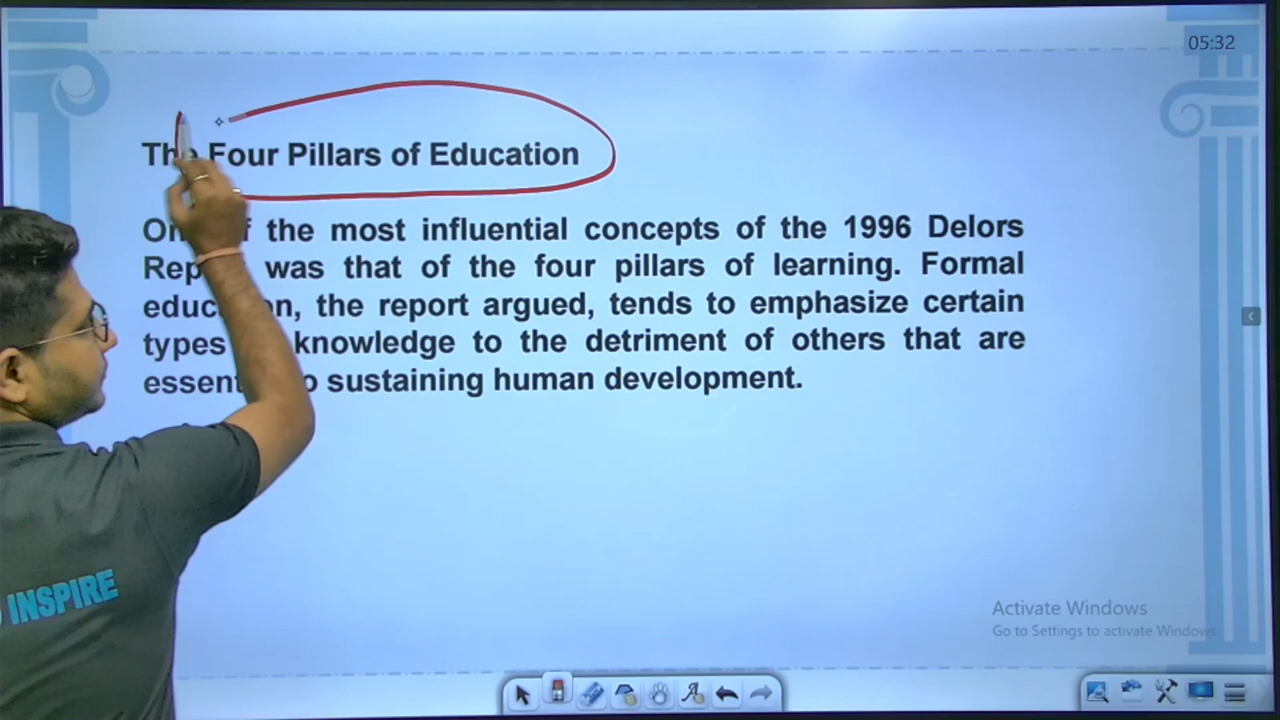 05:32
The Four Pillars of Education
the most influential concepts of the 1996 Delors
was that of the four pillars of learning. Formal
the report argued, tends to emphasize certain
types knowledge to the detriment of others that are
sustaining human development.
INSPIRE
Activate Windows
Go to Settings to activate Windows.